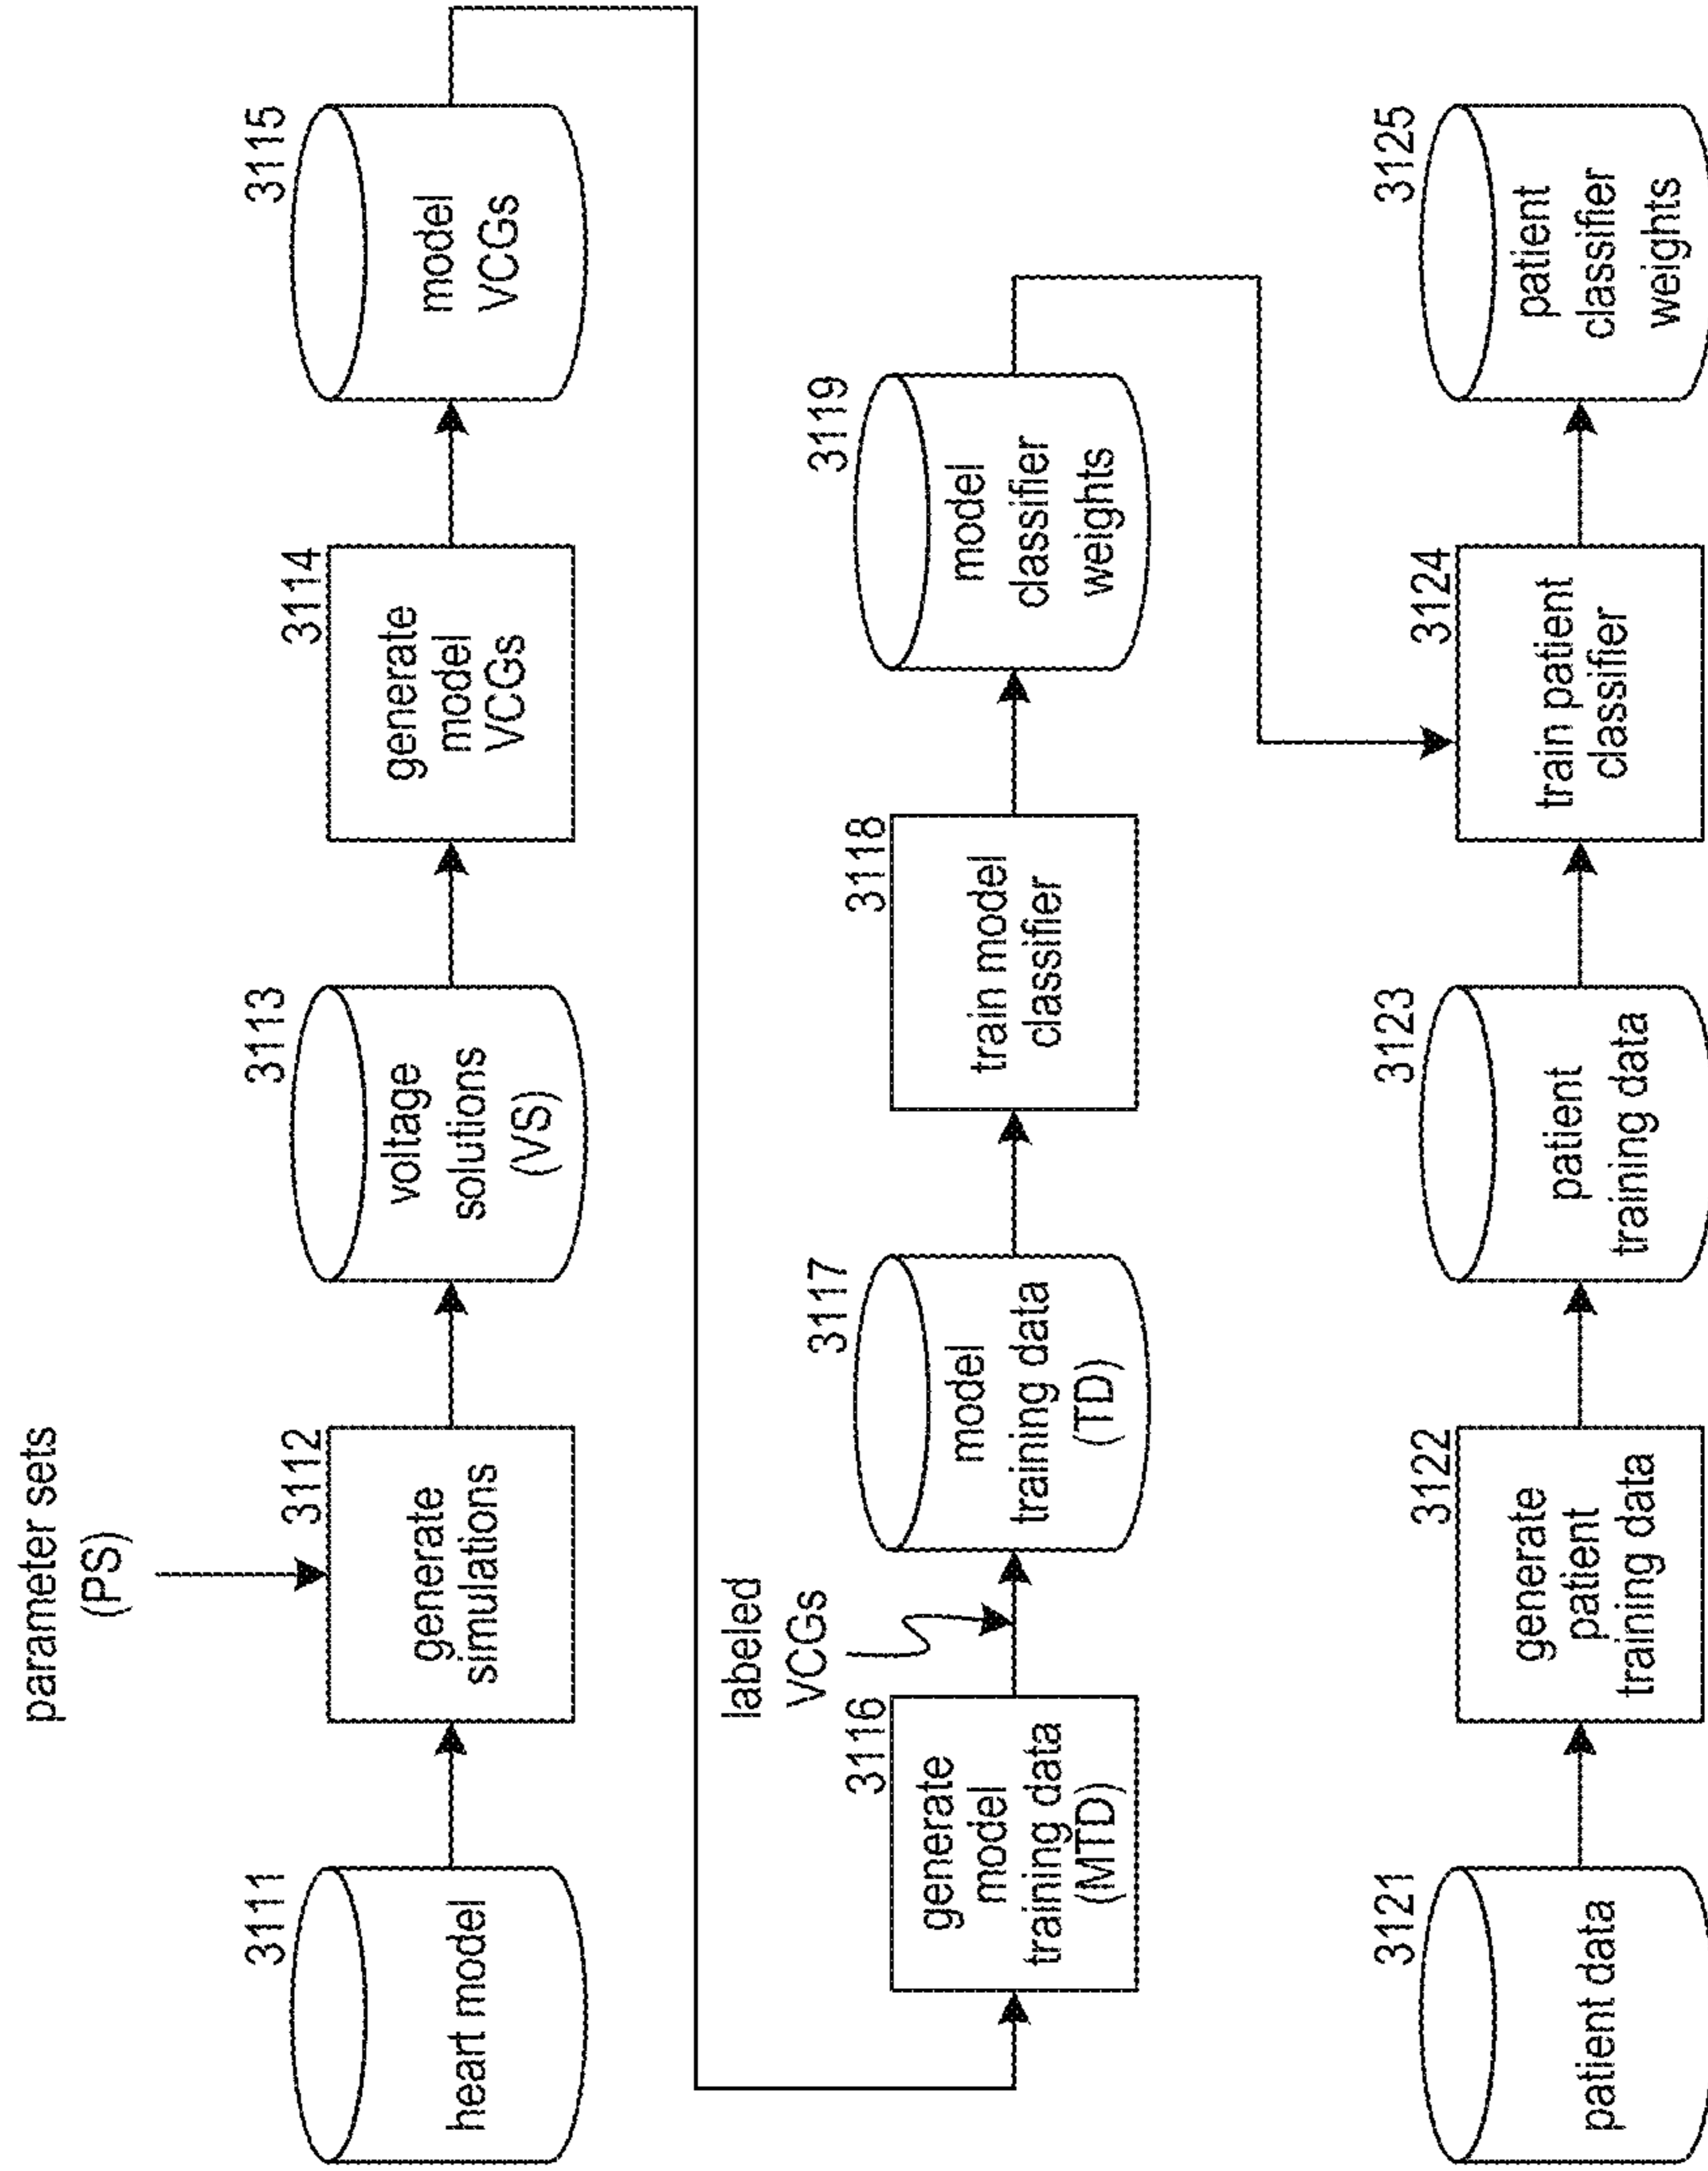 parameter sets
(PS)
3111
heart model
3112
generate
simulations
3113
voltage
solutions
(VS)
3114
generate
model
VCGs
3115
model
VCGs
labeled
VCGs
3116
generate
model
training data
(MTD)
3117
model
training data
(TD)
3118
train model
classifier
3119
model
classifier
weights
3121
patient data
3122
generate
patient
training data
3123
patient
training data
3124
train patient
classifier
3125
patient
classifier
weights